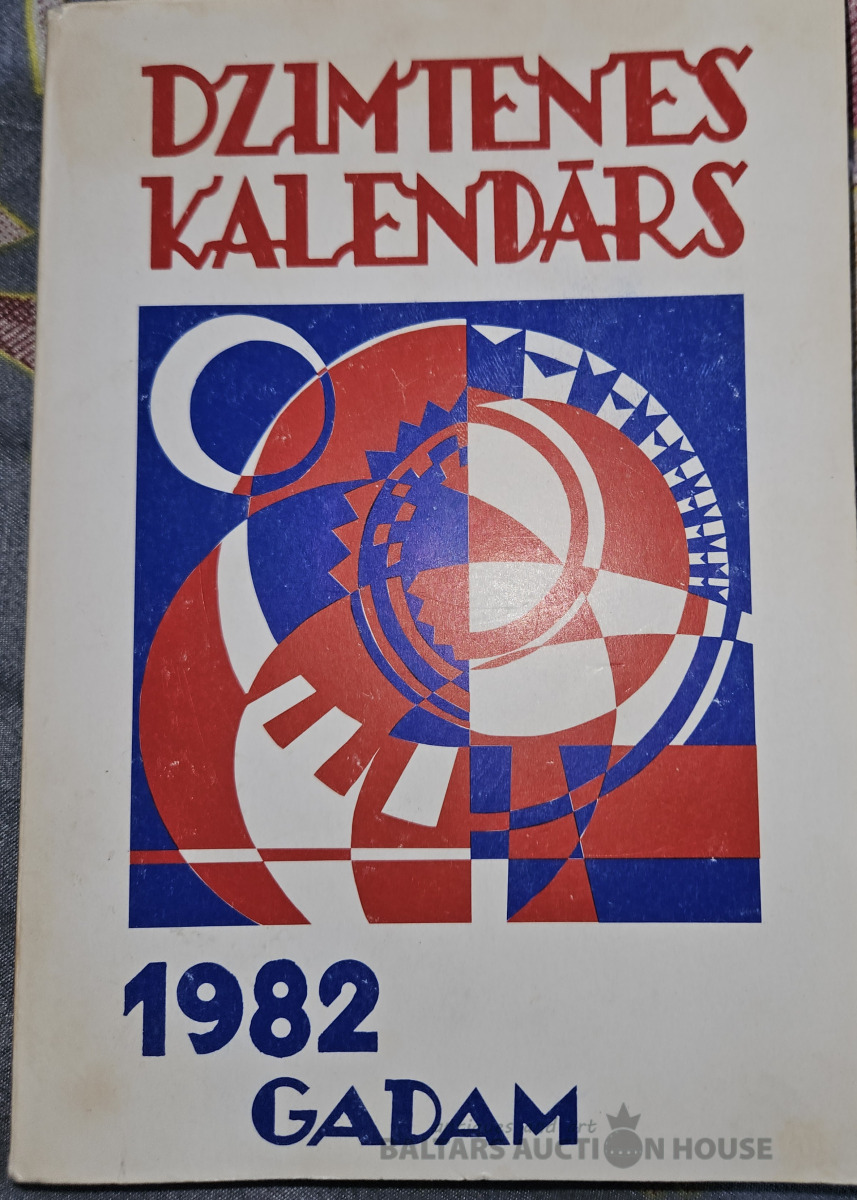 DZIMTENES
KALENDĀRS
1982
GADAM
BALTARS AUCTION HOUSE